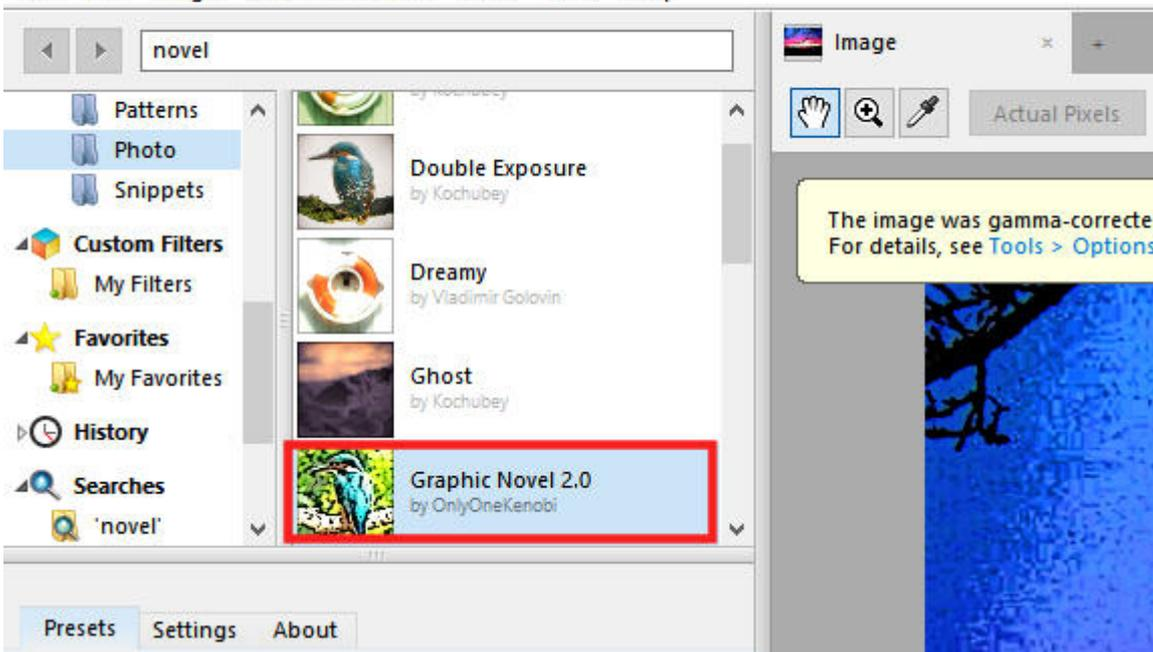 novel
Image
Actual Pixels
Patterns
Photo
Snippets
Custom Filters
My Filters
Favorites
My Favorites
History
Searches
'novel'
Double Exposure
by Kochubey
Dreamy
by Vladimir Golovin
Ghost
by Kochubey
Graphic Novel 2.0
by OnlyOneKenobi
The image was gamma-correcte
For details, see Tools > Options
Presets
Settings
About